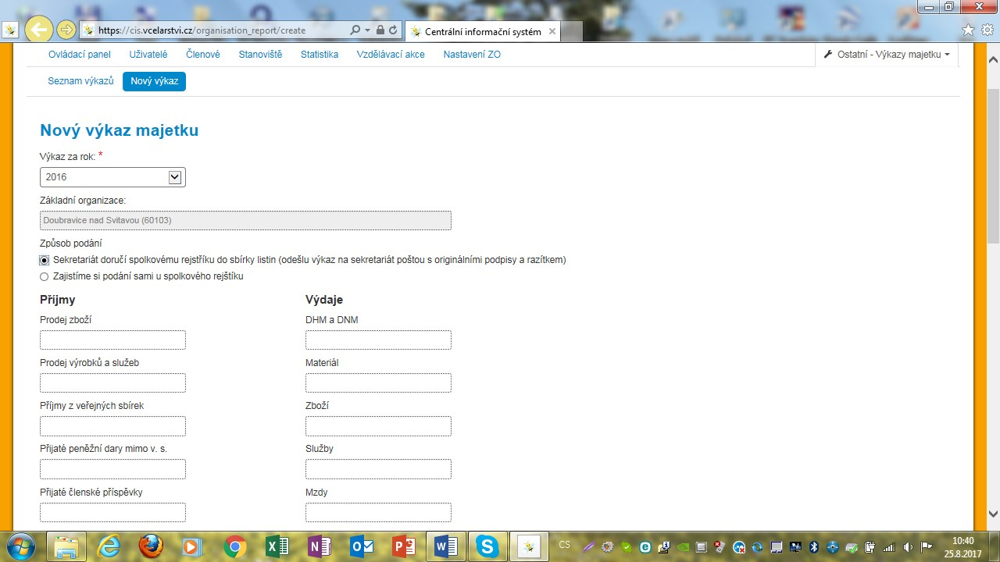 https://cis.vcelarstvi.cz/organisation_report/create
Centrální informační systém
Ovládací panel Uživatelé Členové Stanoviště Statistika Vzdělávací akce Nastavení ZO Ostatní - Výkazy majetku
Seznam výkazů Nový výkaz
Nový výkaz majetku
Výkaz za rok: *
2016
Základní organizace:
Doubravice nad Svitavou (60103)
Způsob podání
Sekretariát doručí spolkovému rejstříku do sbírky listin (odešlu výkaz na sekretariát poštou s originálními podpisy a razítkem)
Zajistíme si podání sami u spolkového rejštíku
Příjmy Výdaje
Prodej zboží DHM a DNM
Prodej výrobků a služeb Materiál
Příjmy z veřejných sbírek Zboží
Přijaté peněžní dary mimo v. s. Služby
Přijaté členské příspěvky Mzdy
CS 10:40
25.8.2017